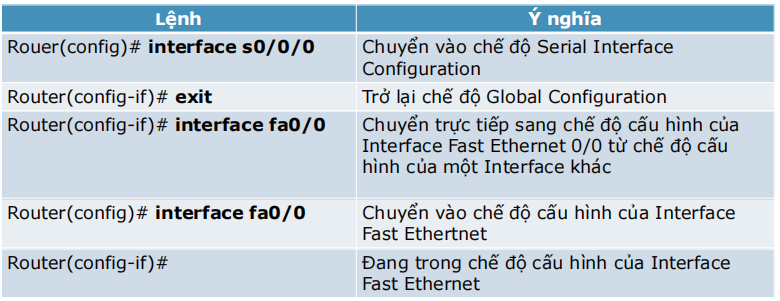 Lệnh Ý nghĩa
Rouer(config)# interface s0/0/0 Chuyển vào chế độ Serial Interface
Configuration
Router(config-if)# exit Trở lại chế độ Global Configuration
Router(config-if)# interface fa0/0 Chuyển trực tiếp sang chế độ cấu hình của
Interface Fast Ethernet 0/0 từ chế độ cấu
hình của một Interface khác
Router(config)# interface fa0/0 Chuyển vào chế độ cấu hình của Interface
Fast Ethertnet
Router(config-if)# Đang trong chế độ cấu hình của Interface
Fast Ethernet